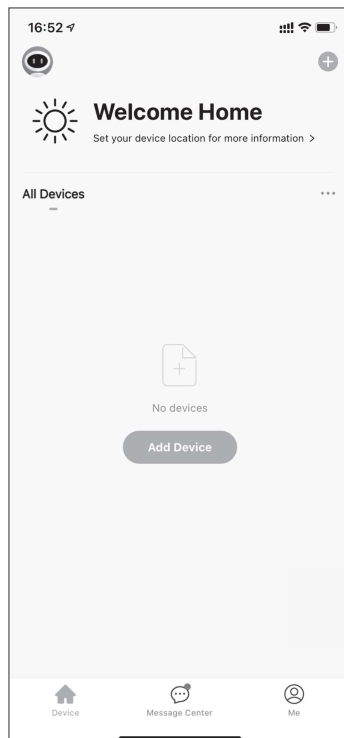 16:52
Welcome Home
Set your device location for more information >
All Devices
No devices
Add Device
Device
Message Center
Me